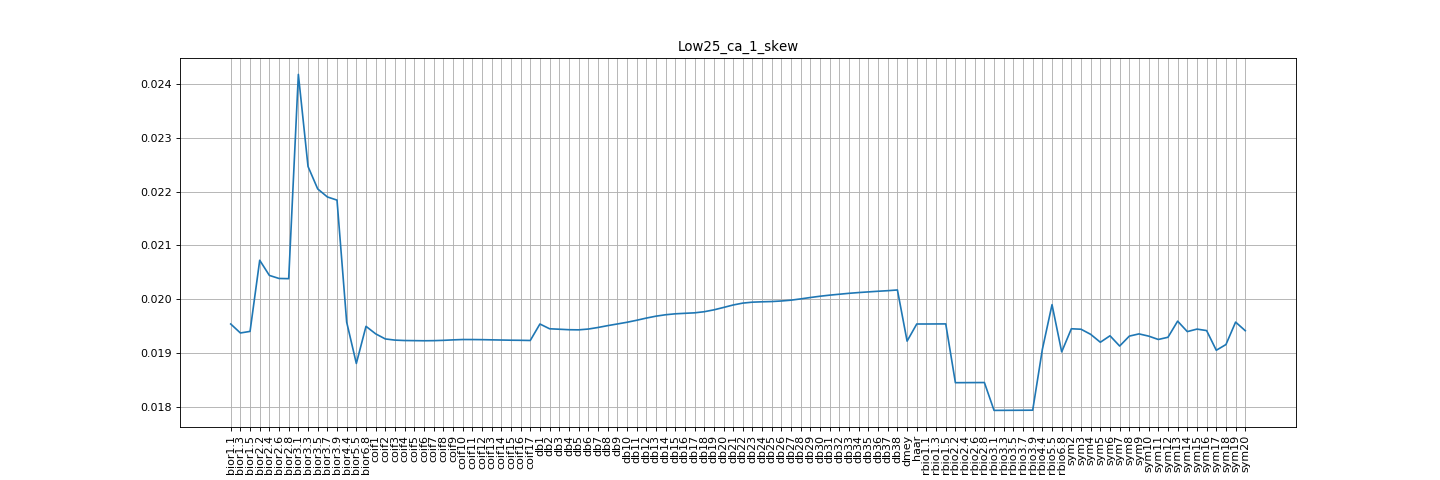 Low25_ca_1_skew
0.024
0.023
0.022
0.021
0.020
0.019
0.018
bior1.1
bior1.3
bior1.5
bior2.2
bior2.4
bior2.6
bior2.8
bior3.1
bior3.3
bior3.5
bior3.7
bior3.9
bior4.4
bior5.5
bior6.8
coif1
coif2
coif3
coif4
coif5
coif6
coif7
coif8
coif9
coif10
coif11
coif12
coif13
coif14
coif15
coif16
coif17
db1
db2
db3
db4
db5
db6
db7
db8
db9
db10
db11
db12
db13
db14
db15
db16
db17
db18
db19
db20
db21
db22
db23
db24
db25
db26
db27
db28
db29
db30
db31
db32
db33
db34
db35
db36
db37
db38
dmey
haar
rbio1.1
rbio1.3
rbio1.5
rbio2.2
rbio2.4
rbio2.6
rbio2.8
rbio3.1
rbio3.3
rbio3.5
rbio3.7
rbio3.9
rbio4.4
rbio5.5
rbio6.8
sym2
sym3
sym4
sym5
sym6
sym7
sym8
sym9
sym10
sym11
sym12
sym13
sym14
sym15
sym16
sym17
sym18
sym19
sym20